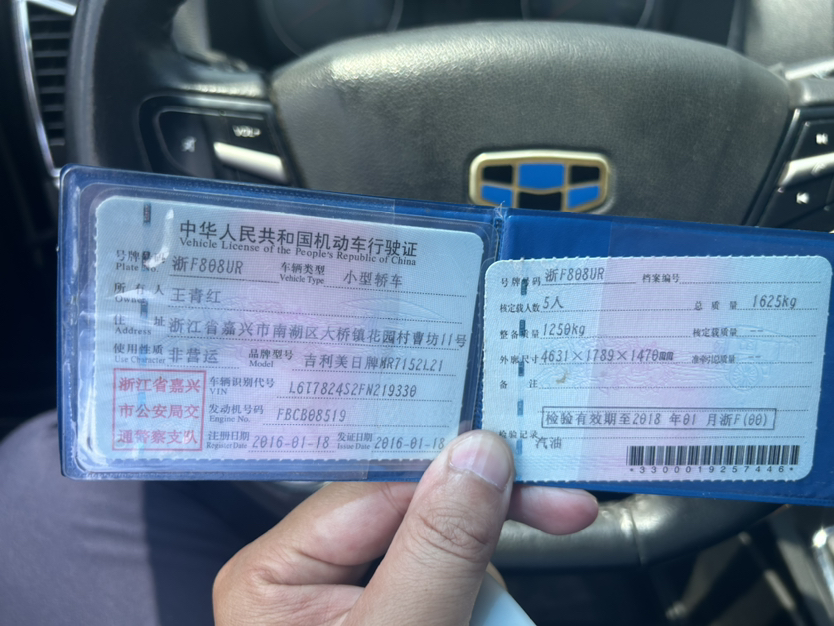 VOL+
中华人民共和国机动车行驶证
Vehicle License of the People's Republic of China
号牌号码 浙F808UR 车辆类型 小型轿车
Plate No. Vehicle Type
所有人 王青红
Owner
住址 浙江省嘉兴市南湖区大桥镇花园村曹坊11号
Address
使用性质 非营运 品牌型号 吉利美日牌MR7152L21
Use Character Model
浙江省嘉兴
市公安局交
通警察支队
车辆识别代号 L6T7824S2FN219330
VIN
发动机号码 FBCB08519
Engine No.
注册日期 2016-01-18 发证日期 2016-01-18
Register Date Issue Date
号牌号码 浙F808UR 档案编号
核定载人数 5人 总质量 1625kg
整备质量 1250kg 核定载质量 --
外廓尺寸 4631×1789×1470mm 准牵引总质量 --
备注
检验有效期至2018年01月浙F(00)
检验记录 汽油
*3300019257446*